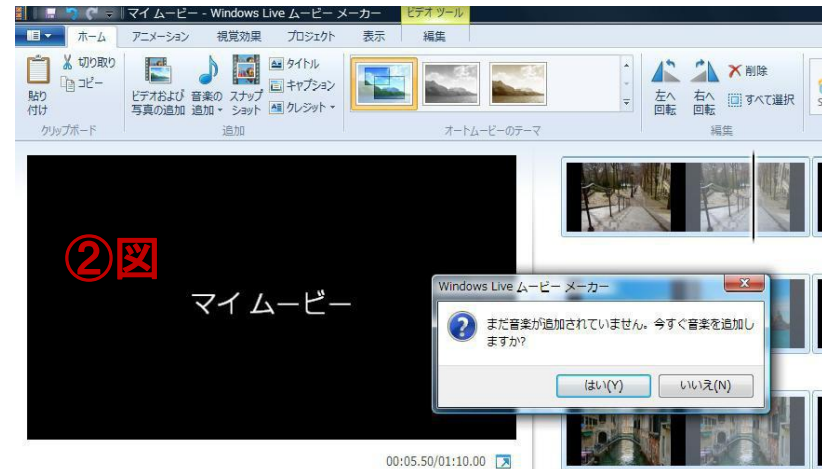 マイ ムービー - Windows Live ムービー メーカー
ビデオ ツール
ホーム アニメーション 視覚効果 プロジェクト 表示 編集
貼り付け
切り取り
コピー
クリップボード
ビデオおよび写真の追加
音楽の追加
スナップショット
タイトル
キャプション
クレジット
追加
オートムービーのテーマ
左へ回転
右へ回転
削除
すべて選択
編集
②図
マイ ムービー
Windows Live ムービー メーカー
まだ音楽が追加されていません。今すぐ音楽を追加し
ますか?
はい(Y) いいえ(N)
00:05.50/01:10.00